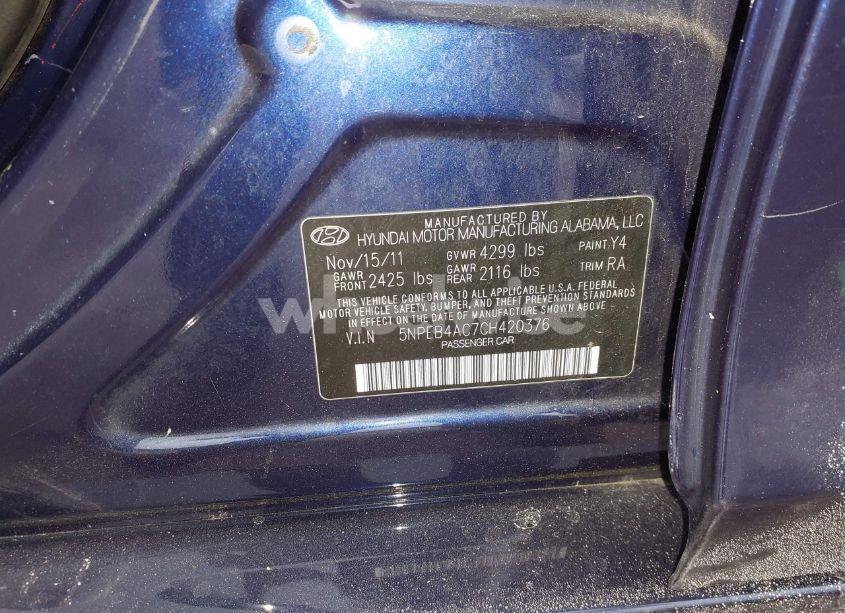 MANUFACTURED BY
HYUNDAI MOTOR MANUFACTURING ALABAMA, LLC
Nov/15/11 GVWR 4299 lbs PAINT.Y4
GAWR FRONT 2425 lbs GAWR REAR 2116 lbs TRIM RA
THIS VEHICLE CONFORMS TO ALL APPLICABLE U.S.A. FEDERAL
MOTOR VEHICLE SAFETY, BUMPER, AND THEFT PREVENTION STANDARDS
IN EFFECT ON THE DATE OF MANUFACTURE SHOWN ABOVE
V.I.N 5NPEB4AC7CH420376
PASSENGER CAR